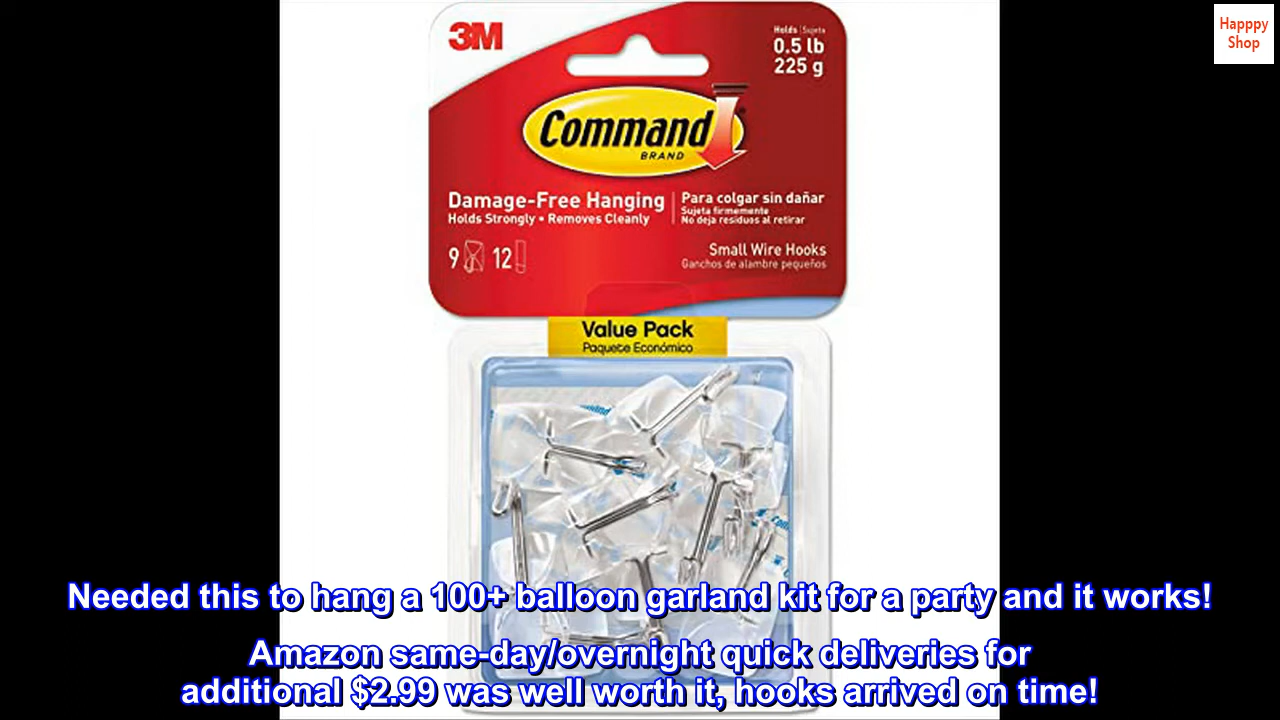 3M
Holds | Sujeta
0.5 lb
225 g
Happpy
Shop
Command
BRAND
Damage-Free Hanging
Holds Strongly • Removes Cleanly
Para colgar sin dañar
Sujeta firmemente
No deja residuos al retirar
9 12
Small Wire Hooks
Ganchos de alambre pequeños
Value Pack
Paquete Económico
Needed this to hang a 100+ balloon garland kit for a party and it works!
Amazon same-day/overnight quick deliveries for
additional $2.99 was well worth it, hooks arrived on time!